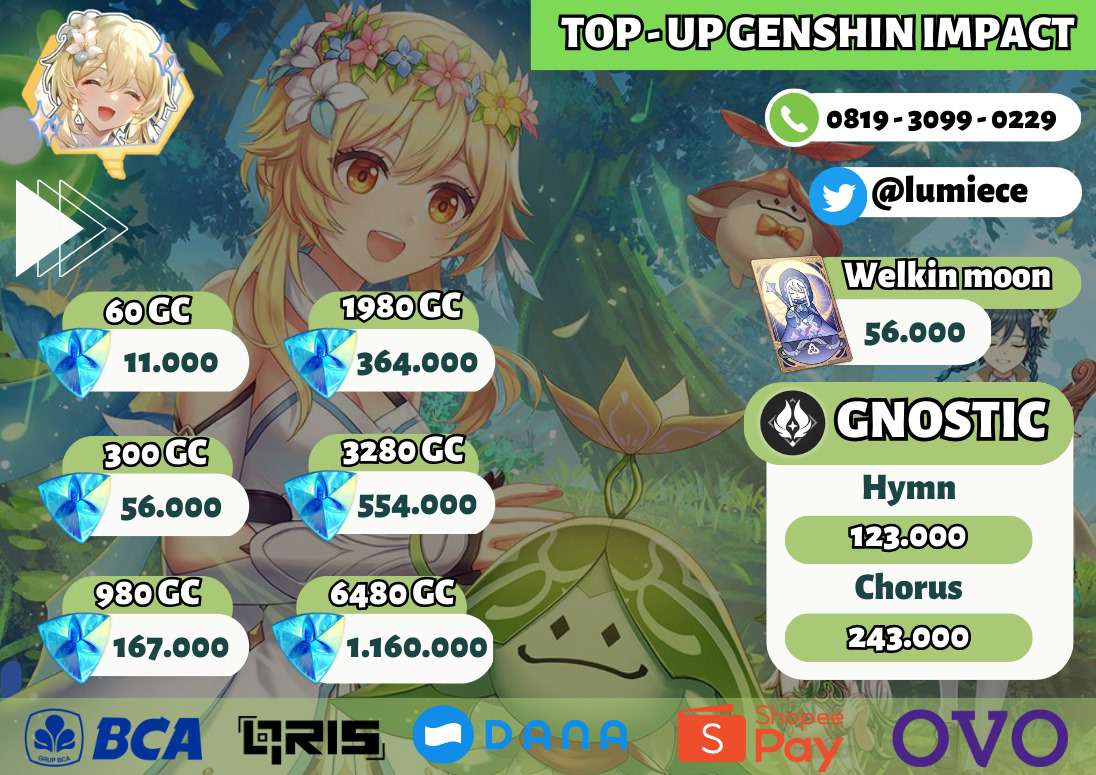 TOP - UP GENSHIN IMPACT
0819 - 3099 - 0229
@lumiece
Welkin moon
56.000
60 GC
11.000
1980 GC
364.000
300 GC
56.000
3280 GC
554.000
980 GC
167.000
6480 GC
1.160.000
GNOSTIC
Hymn
123.000
Chorus
243.000
GRUP BCA
BCA
QRIS
DANA
S
Shopee
Pay
OVO